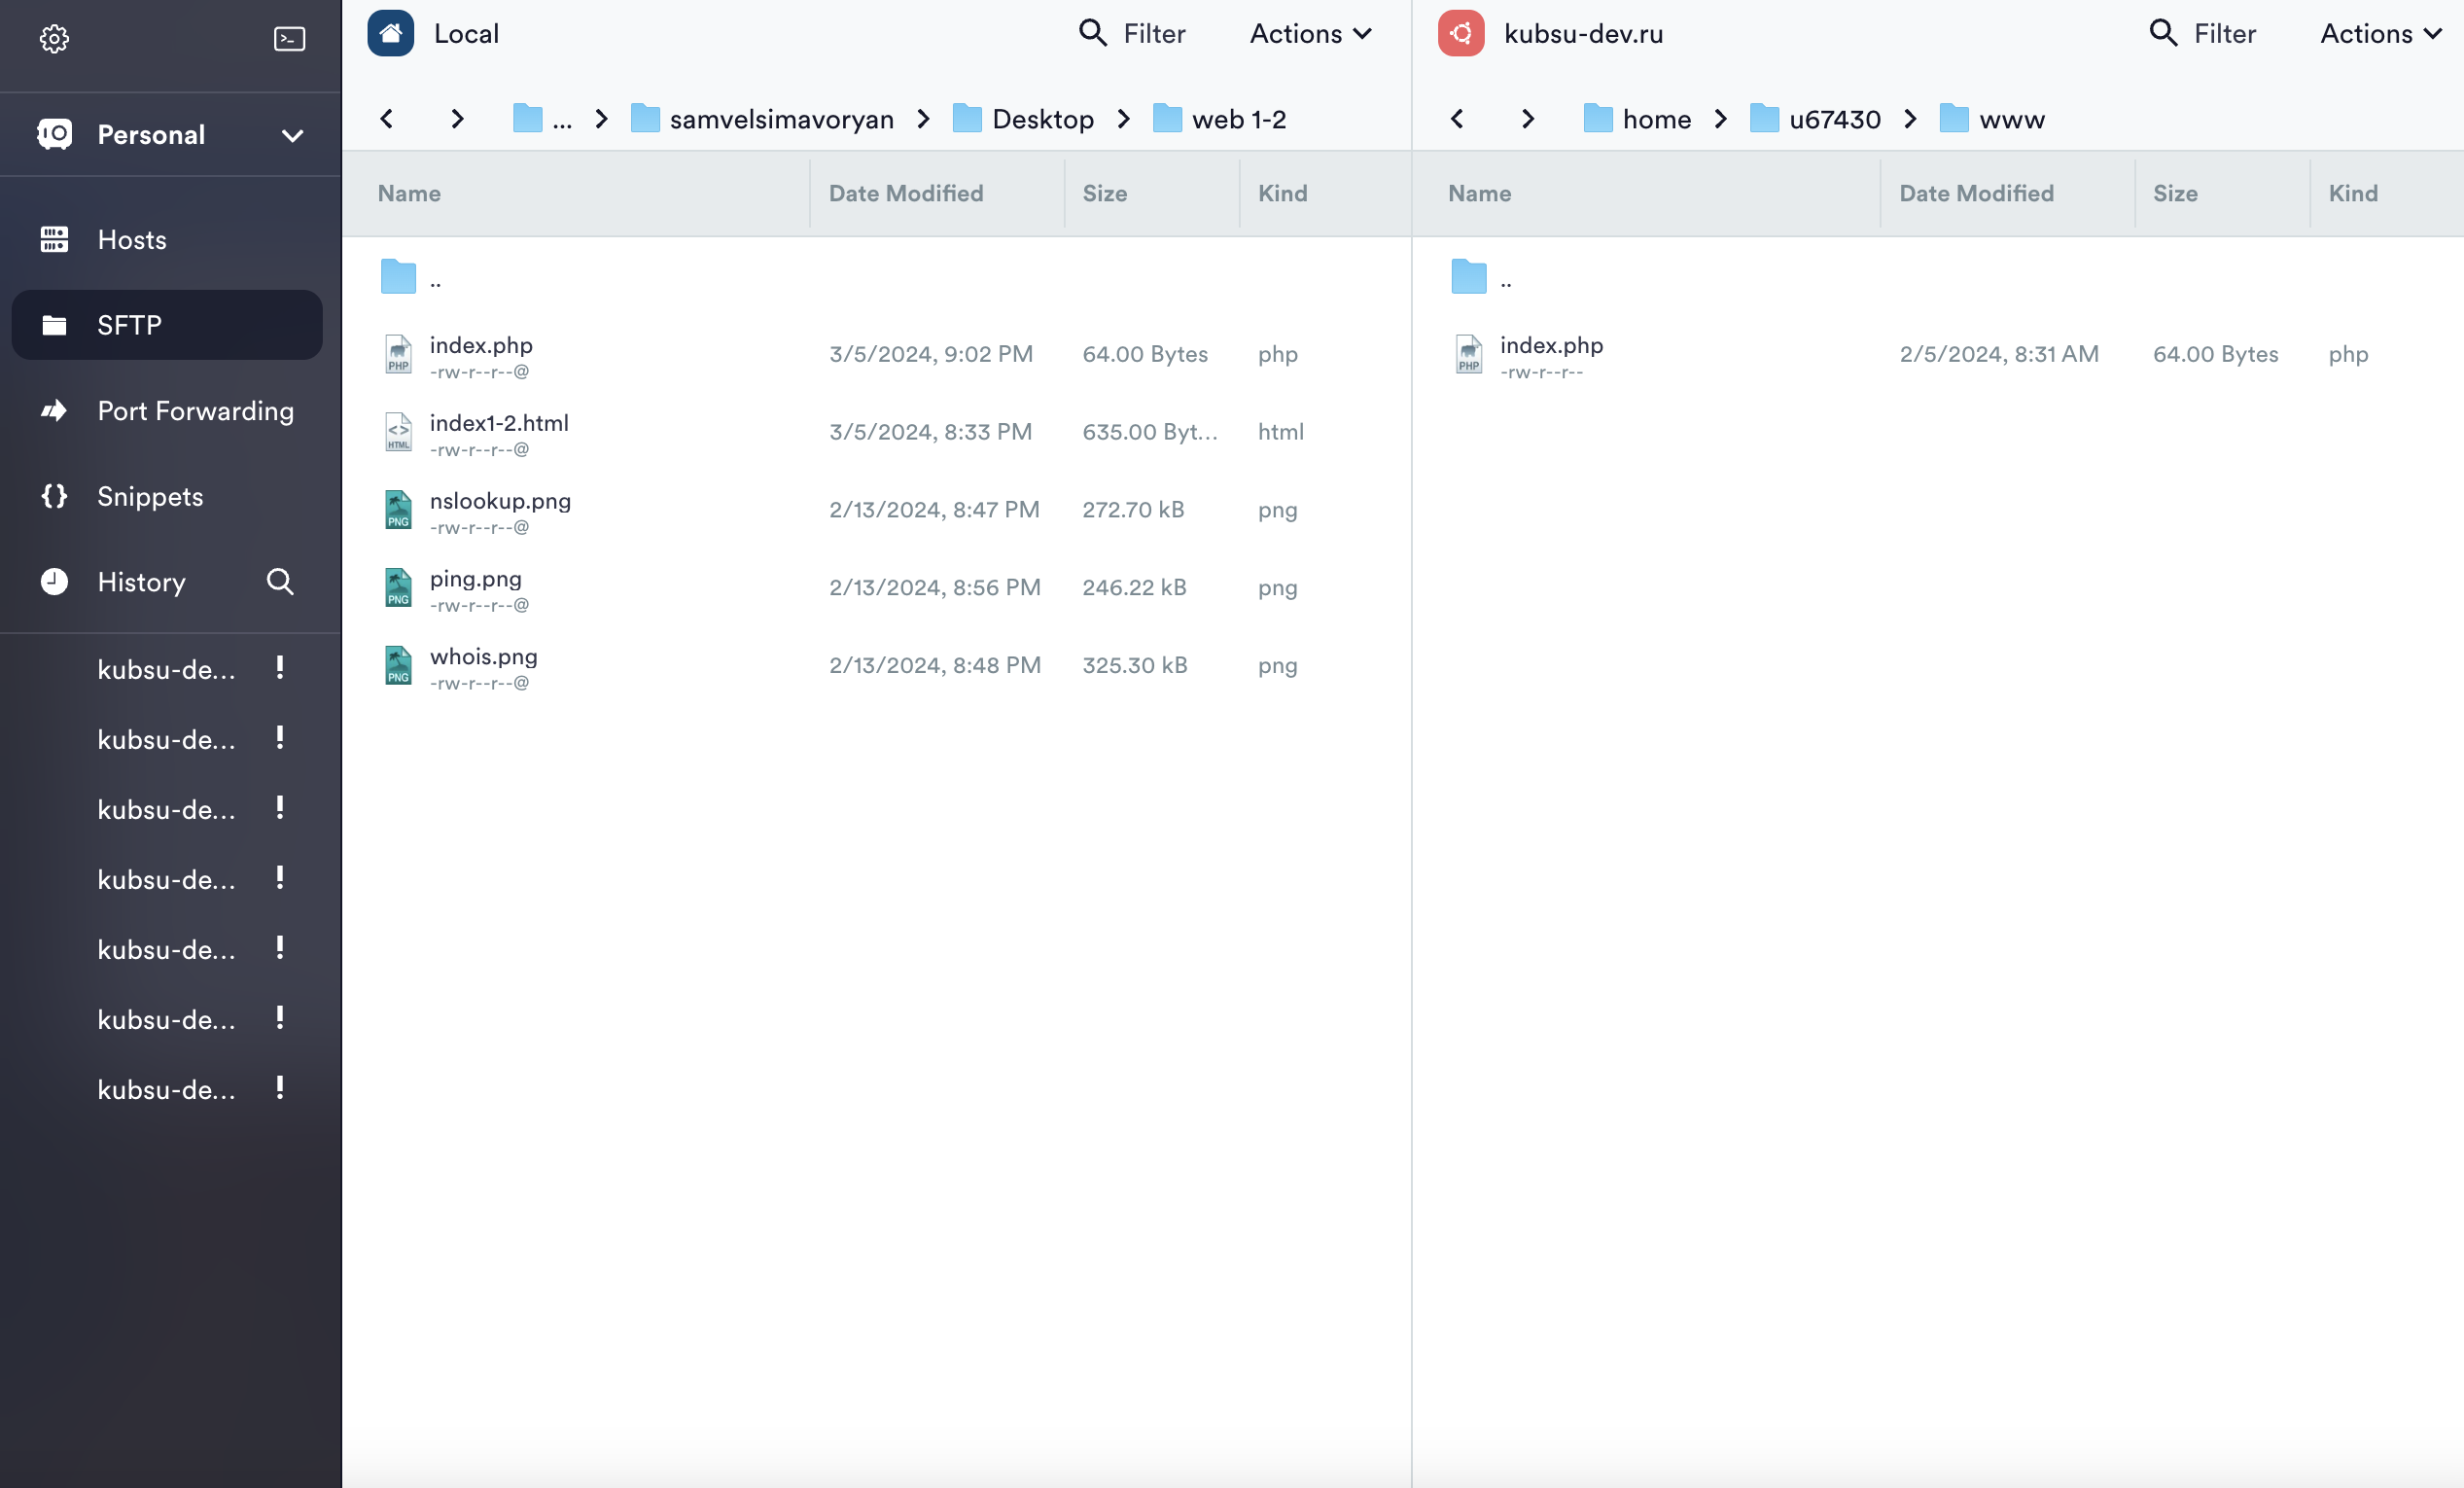 Personal
Hosts
SFTP
Port Forwarding
Snippets
History
kubsu-de... !
kubsu-de... !
kubsu-de... !
kubsu-de... !
kubsu-de... !
kubsu-de... !
kubsu-de... !
Local Filter Actions
... samvelsimavoryan Desktop web 1-2
Name Date Modified Size Kind
..
index.php 3/5/2024, 9:02 PM 64.00 Bytes php
-rw-r--r--@
index1-2.html 3/5/2024, 8:33 PM 635.00 Byt... html
-rw-r--r--@
nslookup.png 2/13/2024, 8:47 PM 272.70 kB png
-rw-r--r--@
ping.png 2/13/2024, 8:56 PM 246.22 kB png
-rw-r--r--@
whois.png 2/13/2024, 8:48 PM 325.30 kB png
-rw-r--r--@
kubsu-dev.ru Filter Actions
home u67430 www
Name Date Modified Size Kind
..
index.php 2/5/2024, 8:31 AM 64.00 Bytes php
-rw-r--r--